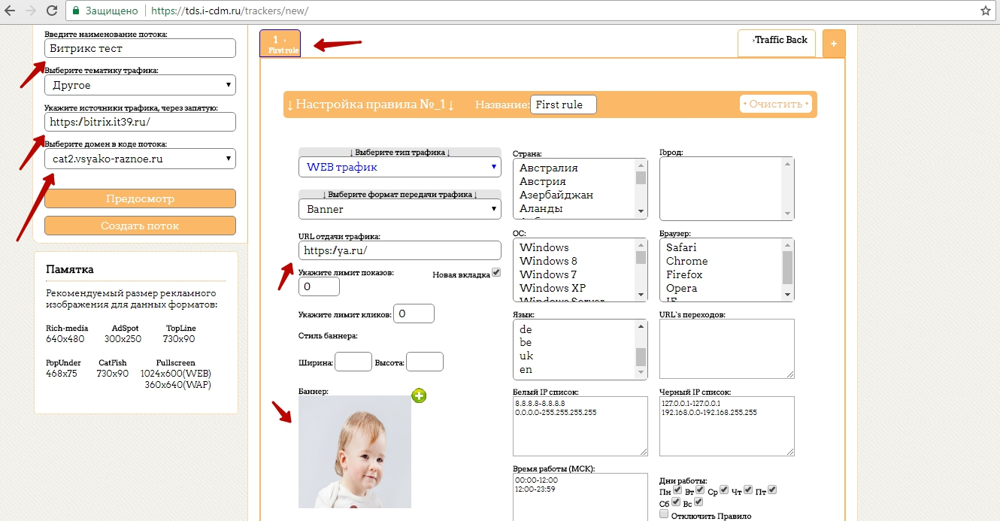 Защищено
https://tds.i-cdm.ru/trackers/new/
Введите наименование потока:
Витрикс тест
Выберите тематику трафика:
Другое
Укажите источники трафика, через запятую:
https://bitrix.it39.ru/
Выберите домен в коде потока:
cat2.vsyako-raznoe.ru
Предосмотр
Создать поток
Памятка
Рекомендуемый размер рекламного
изображения для данных форматов:
Rich-media AdSpot TopLine
640x480 300x250 730x90
PopUnder CatFish Fullscreen
468x75 730x90 1024x600(WEB)
360x640(WAP)
1 ›
First rule
›Traffic Back
+
↓ Настройка правила №_1 ↓ Название: First rule • Очистить •
↓ Выберите тип трафика ↓
WEB трафик
↓ Выберите формат передачи трафика ↓
Banner
URL отдачи трафика:
https://ya.ru/
Укажите лимит показов: Новая вкладка
0
Укажите лимит кликов: 0
Стиль баннера:
Ширина: Высота:
Баннер:
Страна:
Австралия
Австрия
Азербайджан
Аланды
Город:
ОС:
Windows
Windows 8
Windows 7
Windows XP
Windows Server
Браузер:
Safari
Chrome
Firefox
Opera
IE
Язык:
de
be
uk
en
URL`s переходов:
Белый IP список:
8.8.8.8-8.8.8.8
0.0.0.0-255.255.255.255
Черный IP список:
127.0.0.1-127.0.0.1
192.168.0.0-192.168.255.255
Время работы (МСК):
00:00-12:00
12:00-23:59
Дни работы:
Пн Вт Ср Чт Пт
Сб Вс
Отключить Правило